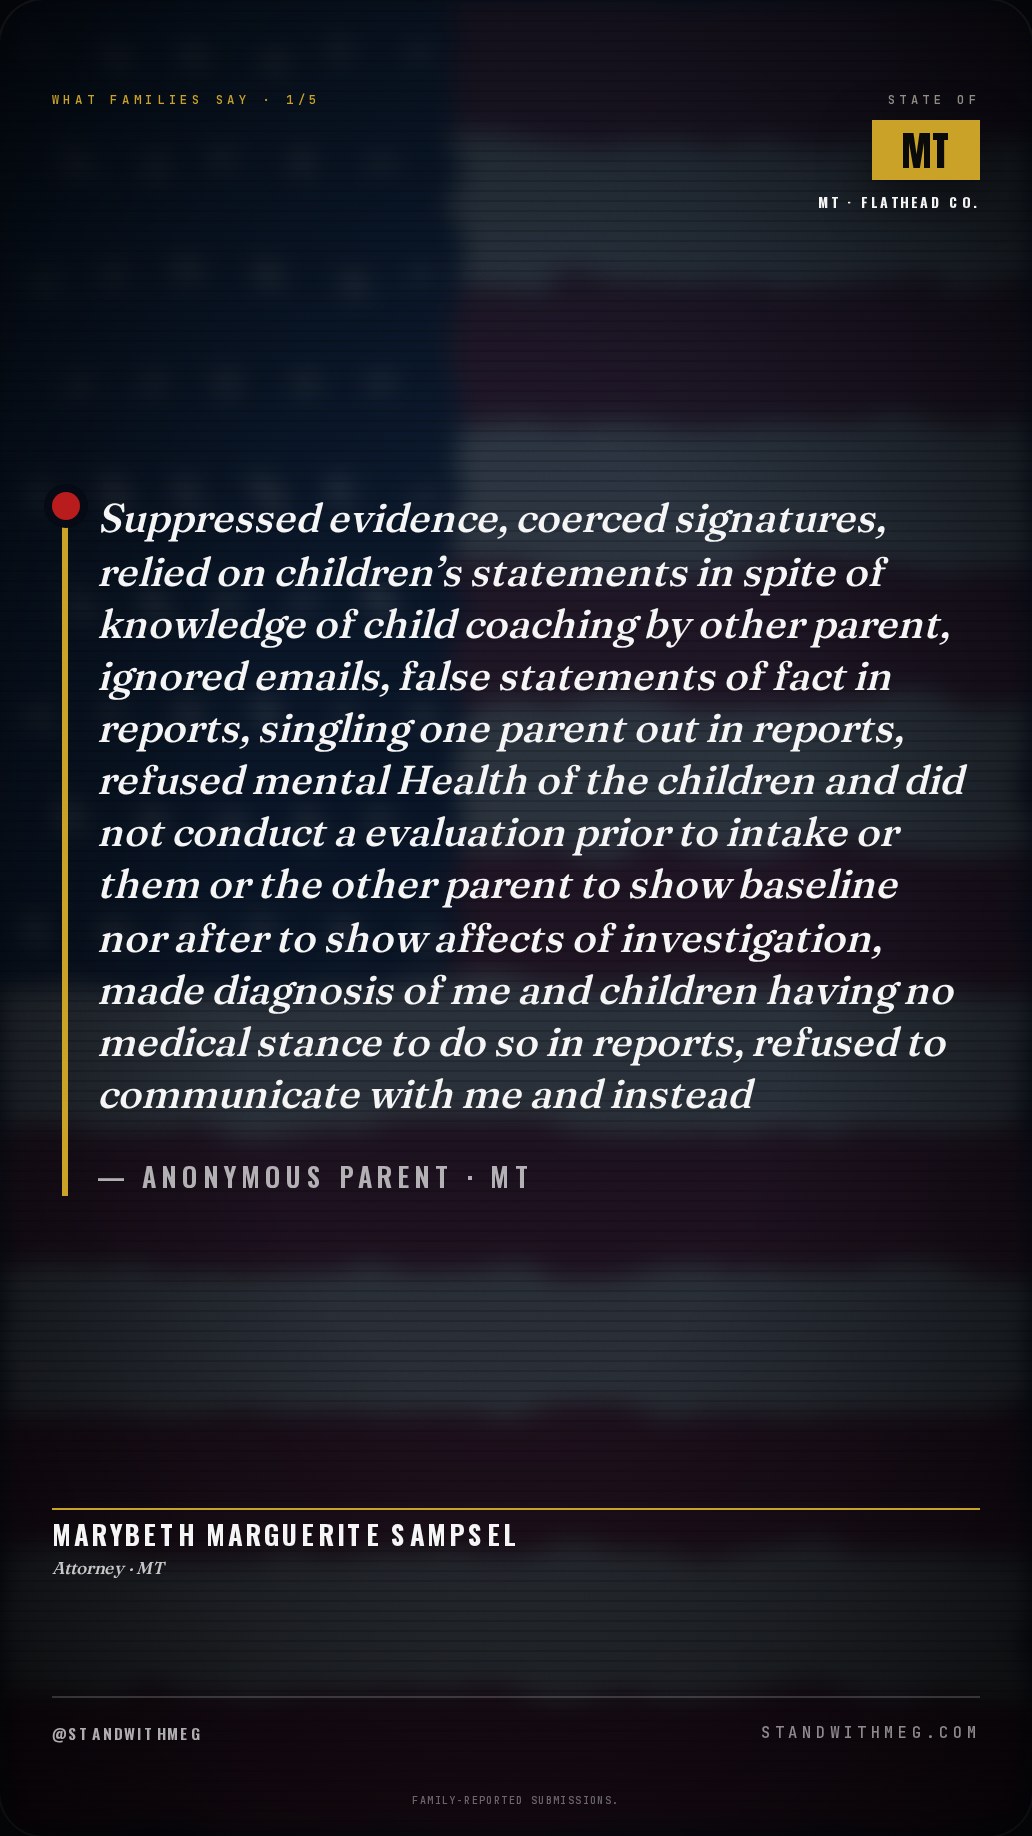 WHAT FAMILIES SAY · 1/5
STATE OF
MT
MT · FLATHEAD CO.
Suppressed evidence, coerced signatures,
relied on children’s statements in spite of
knowledge of child coaching by other parent,
ignored emails, false statements of fact in
reports, singling one parent out in reports,
refused mental Health of the children and did
not conduct a evaluation prior to intake or
them or the other parent to show baseline
nor after to show affects of investigation,
made diagnosis of me and children having no
medical stance to do so in reports, refused to
communicate with me and instead
— ANONYMOUS PARENT · MT
MARYBETH MARGUERITE SAMPSEL
Attorney · MT
@STANDWITHMEG
STANDWITHMEG.COM
FAMILY-REPORTED SUBMISSIONS.